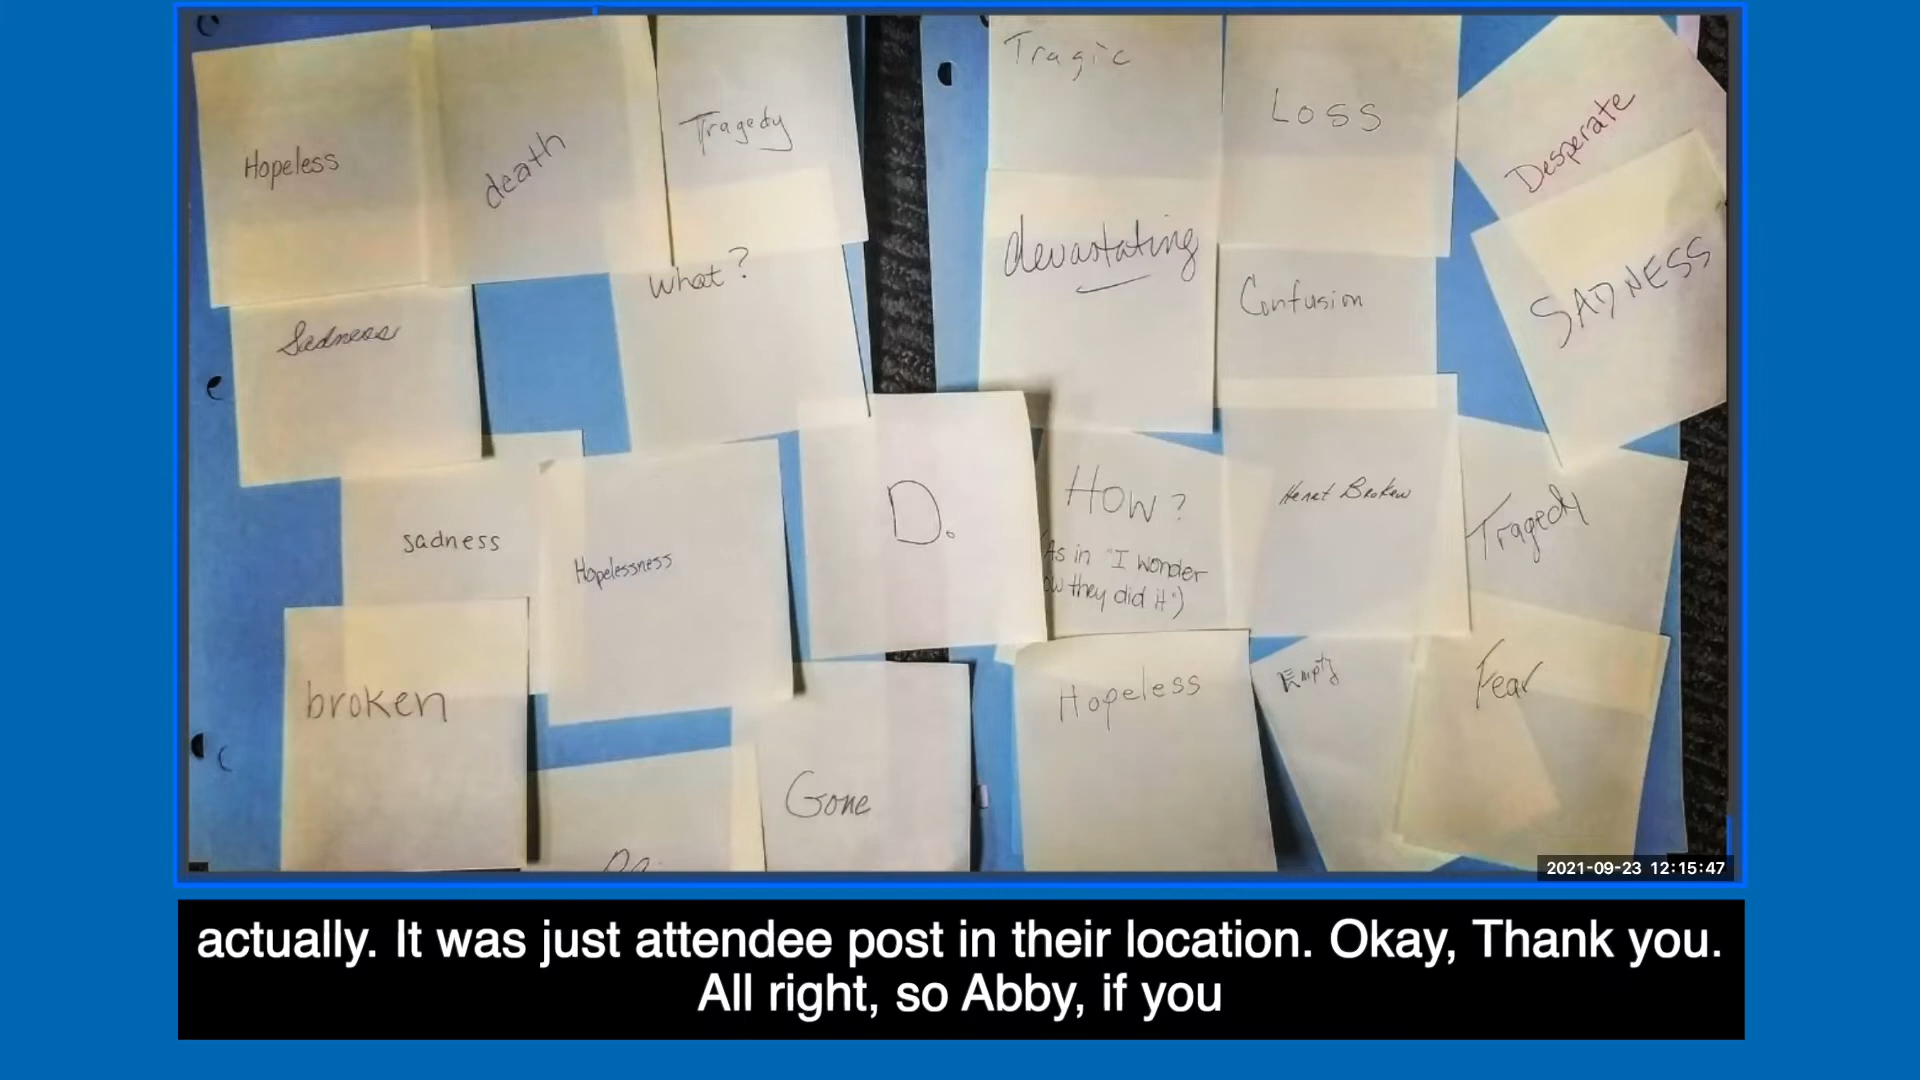 Hopeless
death
Tragedy
Tragic
Loss
Desperate
Sadness
what?
devastating
Confusion
SADNESS
sadness
Hopelessness
D.
How?
As in "I wonder
they did it")
Heart Broken
Tragedy
broken
Gone
Hopeless
Empty
Fear
2021-09-23 12:15:47
actually. It was just attendee post in their location. Okay, Thank you.
All right, so Abby, if you